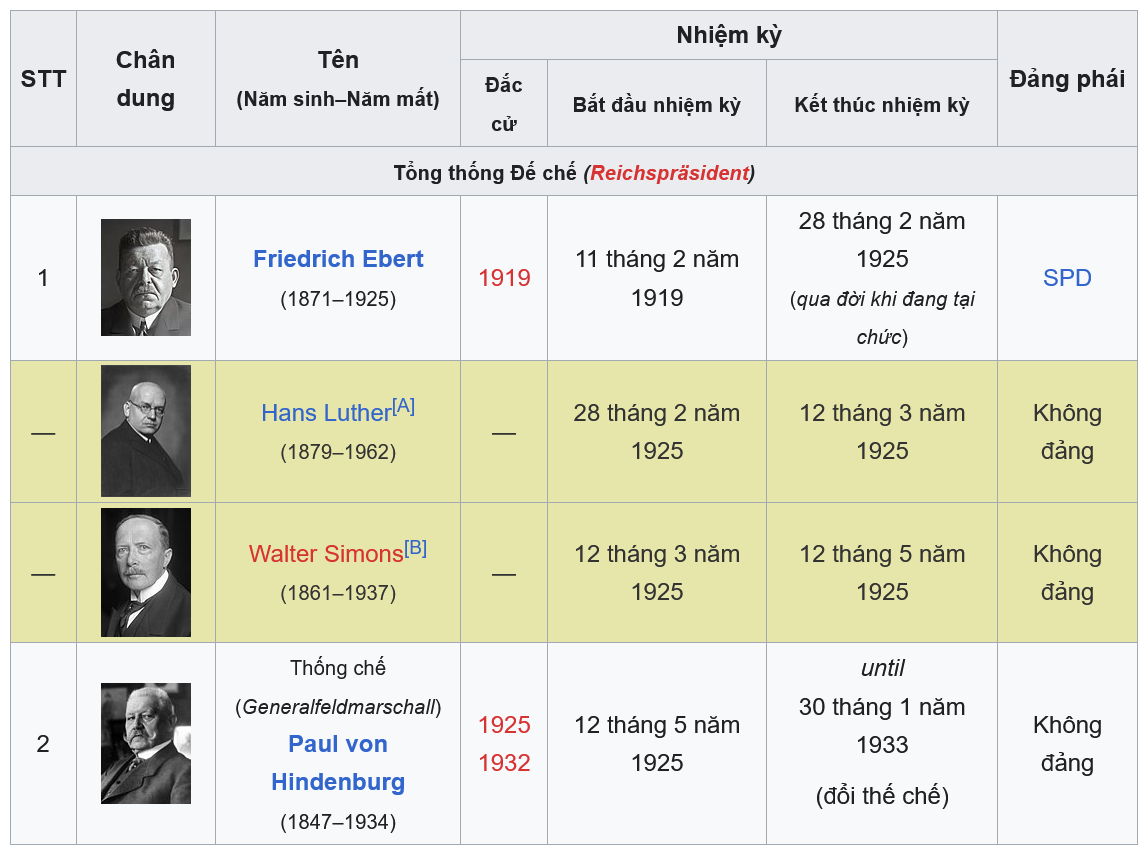 STT
Chân
dung
Tên
(Năm sinh–Năm mất)
Nhiệm kỳ
Đảng phái
Đắc
cử
Bắt đầu nhiệm kỳ
Kết thúc nhiệm kỳ
Tổng thống Đế chế (Reichspräsident)
1
Friedrich Ebert
(1871–1925)
1919
11 tháng 2 năm
1919
28 tháng 2 năm
1925
(qua đời khi đang tại
chức)
SPD
—
Hans Luther[A]
(1879–1962)
—
28 tháng 2 năm
1925
12 tháng 3 năm
1925
Không
đảng
—
Walter Simons[B]
(1861–1937)
—
12 tháng 3 năm
1925
12 tháng 5 năm
1925
Không
đảng
2
Thống chế
(Generalfeldmarschall)
Paul von
Hindenburg
(1847–1934)
1925
1932
12 tháng 5 năm
1925
until
30 tháng 1 năm
1933
(đổi thế chế)
Không
đảng